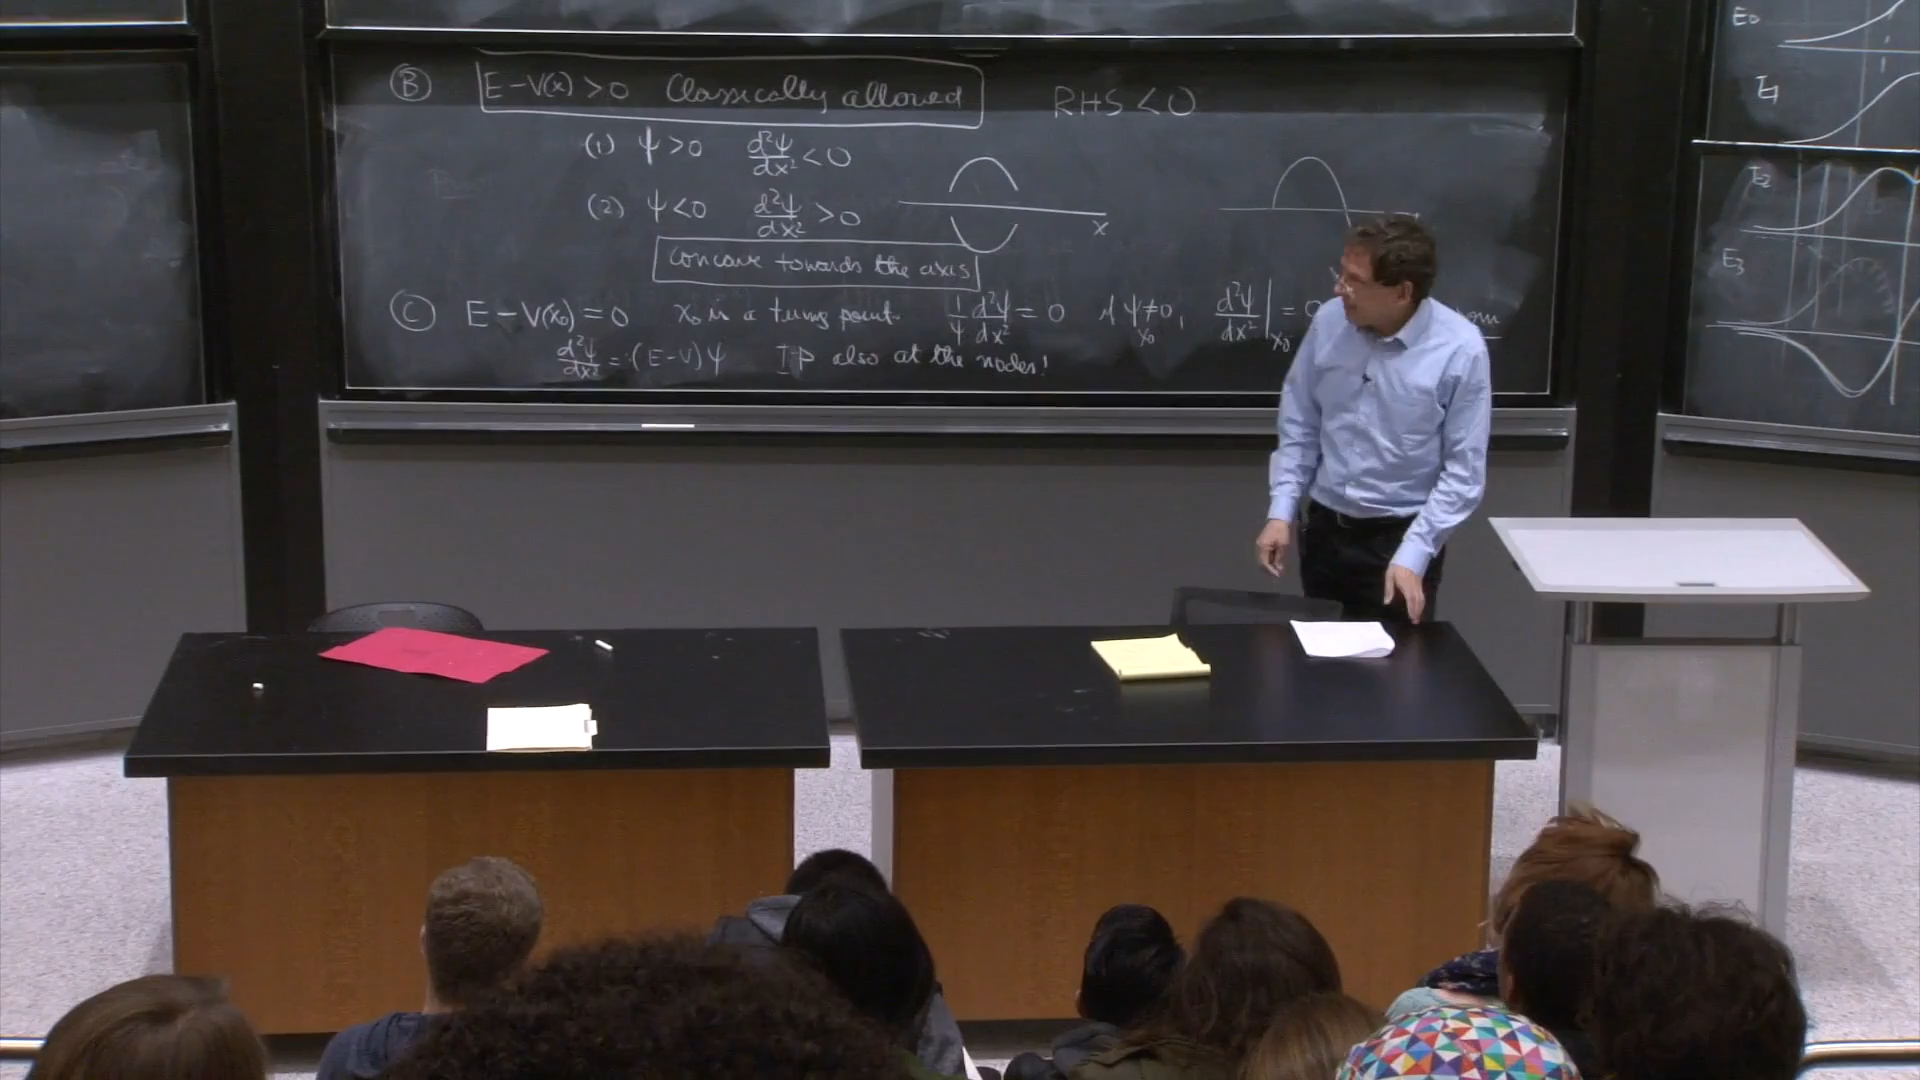 Ⓑ E-V(x) > 0 Classically allowed RHS < 0
(1) ψ > 0 d²ψ/dx² < 0
(2) ψ < 0 d²ψ/dx² > 0
x
concave towards the axis
Ⓒ E - V(x₀) = 0 x₀ is a turning point. 1/ψ d²ψ/dx² = 0 if ψ ≠ 0, x₀ d²ψ/dx² |x₀ = 0
d²ψ/dx² = (E-V)ψ IP also at the nodes!
E₀
E₁
E₂
E₃